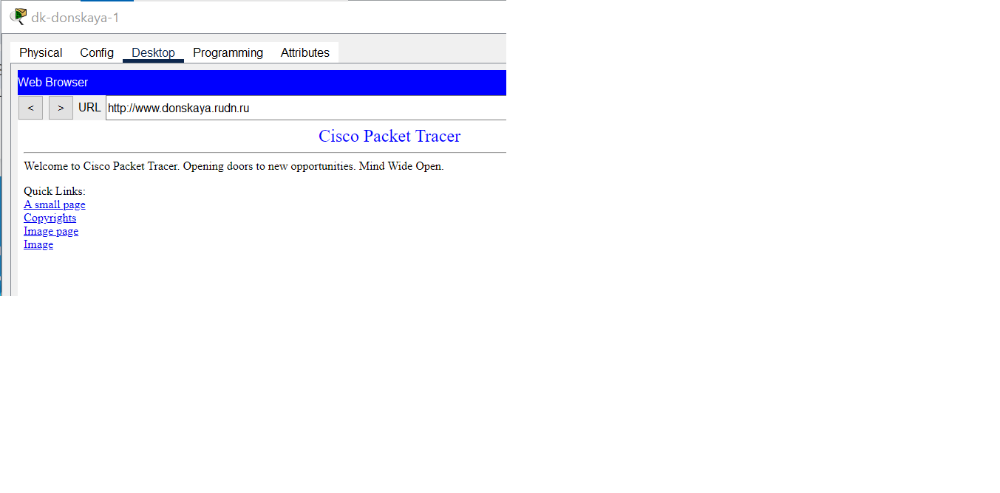 dk-donskaya-1
Physical Config Desktop Programming Attributes
Web Browser
< > URL http://www.donskaya.rudn.ru
Cisco Packet Tracer
Welcome to Cisco Packet Tracer. Opening doors to new opportunities. Mind Wide Open.
Quick Links:
A small page
Copyrights
Image page
Image